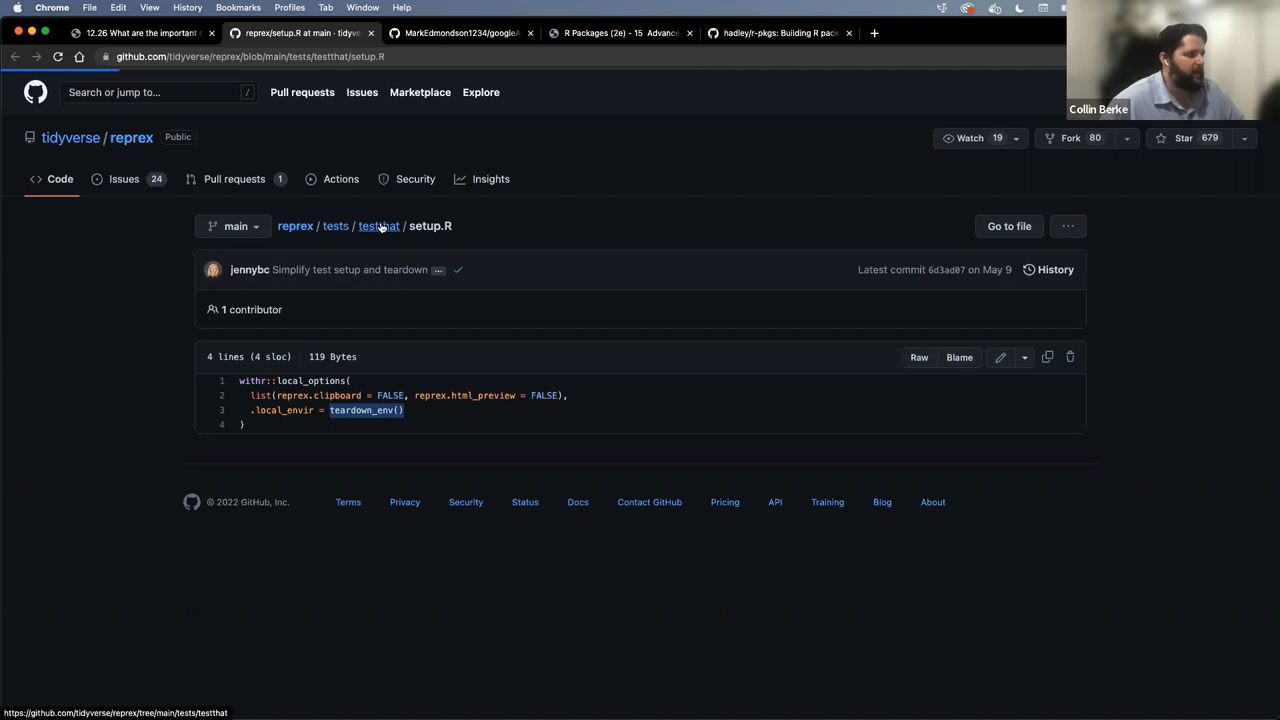 Chrome File Edit View History Bookmarks Profiles Tab Window Help
12.26 What are the important
reprex/setup.R at main · tidyve
MarkEdmondson1234/googleA
R Packages (2e) - 15 Advance
hadley/r-pkgs: Building R pack
github.com/tidyverse/reprex/blob/main/tests/testthat/setup.R
Collin Berke
Search or jump to... /
Pull requests Issues Marketplace Explore
tidyverse / reprex Public
Watch 19 Fork 80 Star 679
<> Code Issues 24 Pull requests 1 Actions Security Insights
main reprex / tests / testthat / setup.R Go to file ...
jennybc Simplify test setup and teardown ... Latest commit 6d3ad07 on May 9 History
1 contributor
4 lines (4 sloc) 119 Bytes Raw Blame
1 withr::local_options(
2 list(reprex.clipboard = FALSE, reprex.html_preview = FALSE),
3 .local_envir = teardown_env()
4 )
© 2022 GitHub, Inc. Terms Privacy Security Status Docs Contact GitHub Pricing API Training Blog About
https://github.com/tidyverse/reprex/tree/main/tests/testthat